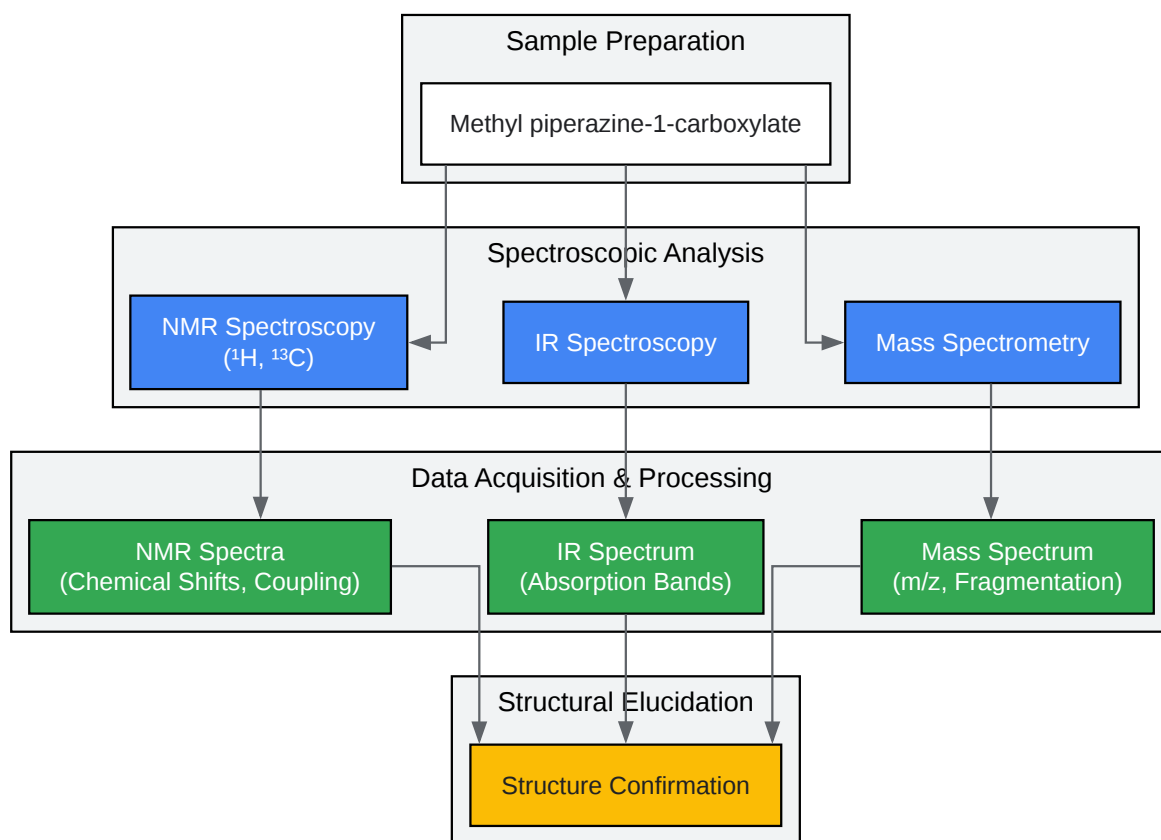 Sample Preparation
Methyl piperazine-1-carboxylate
Spectroscopic Analysis
NMR Spectroscopy
(¹H, ¹³C)
IR Spectroscopy
Mass Spectrometry
Data Acquisition & Processing
NMR Spectra
(Chemical Shifts, Coupling)
IR Spectrum
(Absorption Bands)
Mass Spectrum
(m/z, Fragmentation)
Structural Elucidation
Structure Confirmation